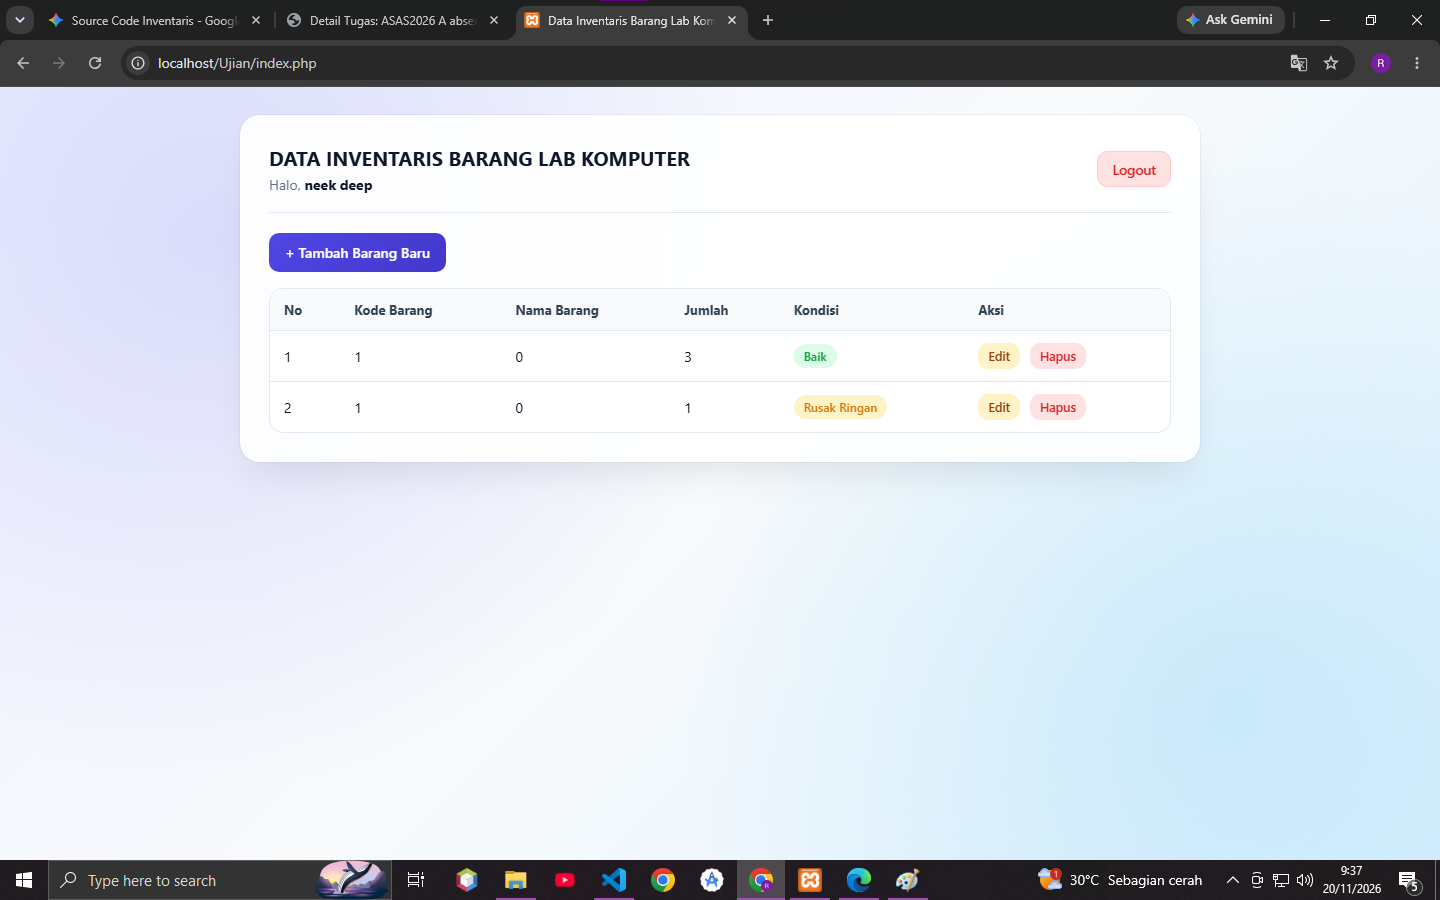 Source Code Inventaris - Googl
Detail Tugas: ASAS2026 A abse
Data Inventaris Barang Lab Kom
Ask Gemini
localhost/Ujian/index.php
R
DATA INVENTARIS BARANG LAB KOMPUTER
Halo, neek deep
Logout
+ Tambah Barang Baru
No Kode Barang Nama Barang Jumlah Kondisi Aksi
1 1 0 3 Baik Edit Hapus
2 1 0 1 Rusak Ringan Edit Hapus
Type here to search
1
30°C Sebagian cerah
9:37
20/11/2026
5